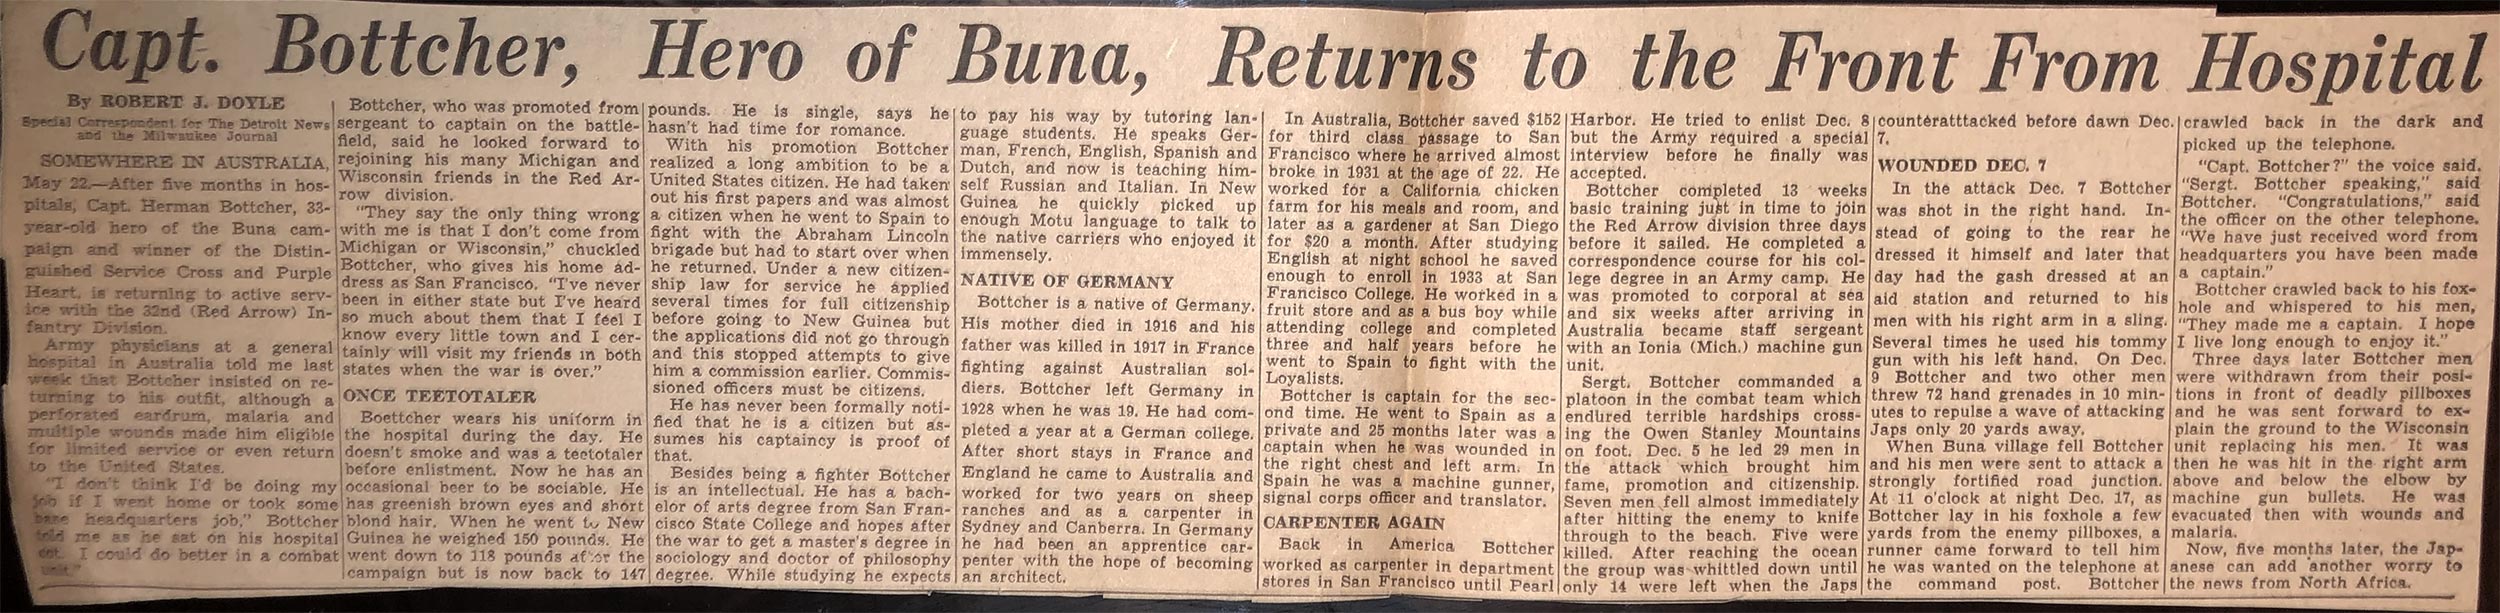 Capt. Bottcher, Hero of Buna, Returns to the Front From Hospital
By ROBERT J. DOYLE
Special Correspondent for The Detroit News
and the Milwaukee Journal
SOMEWHERE IN AUSTRALIA,
May 22.—After five months in hos-
pitals, Capt. Herman Bottcher, 33-
year-old hero of the Buna cam-
paign and winner of the Distin-
guished Service Cross and Purple
Heart, is returning to active serv-
ice with the 32nd (Red Arrow) In-
fantry Division.
Army physicians at a general
hospital in Australia told me last
week that Bottcher insisted on re-
turning to his outfit, although a
perforated eardrum, malaria and
multiple wounds made him eligible
for limited service or even return
to the United States.
"I don't think I'd be doing my
job if I went home or took some
base headquarters job," Bottcher
told me as he sat on his hospital
cot. I could do better in a combat
unit."
Bottcher, who was promoted from
sergeant to captain on the battle-
field, said he looked forward to
rejoining his many Michigan and
Wisconsin friends in the Red Ar-
row division.
"They say the only thing wrong
with me is that I don't come from
Michigan or Wisconsin," chuckled
Bottcher, who gives his home ad-
dress as San Francisco. "I've never
been in either state but I've heard
so much about them that I feel I
know every little town and I cer-
tainly will visit my friends in both
states when the war is over."
ONCE TEETOTALER
Boettcher wears his uniform in
the hospital during the day. He
doesn't smoke and was a teetotaler
before enlistment. Now he has an
occasional beer to be sociable. He
has greenish brown eyes and short
blond hair. When he went to New
Guinea he weighed 150 pounds. He
went down to 118 pounds after the
campaign but is now back to 147
pounds. He is single, says he
hasn't had time for romance.
With his promotion Bottcher
realized a long ambition to be a
United States citizen. He had taken
out his first papers and was almost
a citizen when he went to Spain to
fight with the Abraham Lincoln
brigade but had to start over when
he returned. Under a new citizen-
ship law for service he applied
several times for full citizenship
before going to New Guinea but
the applications did not go through
and this stopped attempts to give
him a commission earlier. Commis-
sioned officers must be citizens.
He has never been formally noti-
fied that he is a citizen but as-
sumes his captaincy is proof of
that.
Besides being a fighter Bottcher
is an intellectual. He has a bach-
elor of arts degree from San Fran-
cisco State College and hopes after
the war to get a master's degree in
sociology and doctor of philosophy
degree. While studying he expects
to pay his way by tutoring lan-
guage students. He speaks Ger-
man, French, English, Spanish and
Dutch, and now is teaching him-
self Russian and Italian. In New
Guinea he quickly picked up
enough Motu language to talk to
the native carriers who enjoyed it
immensely.
NATIVE OF GERMANY
Bottcher is a native of Germany.
His mother died in 1916 and his
father was killed in 1917 in France
fighting against Australian sol-
diers. Bottcher left Germany in
1928 when he was 19. He had com-
pleted a year at a German college.
After short stays in France and
England he came to Australia and
worked for two years on sheep
ranches and as a carpenter in
Sydney and Canberra. In Germany
he had been an apprentice car-
penter with the hope of becoming
an architect.
In Australia, Bottcher saved $152
for third class passage to San
Francisco where he arrived almost
broke in 1931 at the age of 22. He
worked for a California chicken
farm for his meals and room, and
later as a gardener at San Diego
for $20 a month. After studying
English at night school he saved
enough to enroll in 1933 at San
Francisco College. He worked in a
fruit store and as a bus boy while
attending college and completed
three and half years before he
went to Spain to fight with the
Loyalists.
Bottcher is captain for the sec-
ond time. He went to Spain as a
private and 25 months later was a
captain when he was wounded in
the right chest and left arm. In
Spain he was a machine gunner,
signal corps officer and translator.
CARPENTER AGAIN
Back in America Bottcher
worked as carpenter in department
stores in San Francisco until Pearl
Harbor. He tried to enlist Dec. 8
but the Army required a special
interview before he finally was
accepted.
Bottcher completed 13 weeks
basic training just in time to join
the Red Arrow division three days
before it sailed. He completed a
correspondence course for his col-
lege degree in an Army camp. He
was promoted to corporal at sea
and six weeks after arriving in
Australia became staff sergeant
with an Ionia (Mich.) machine gun
unit.
Sergt. Bottcher commanded a
platoon in the combat team which
endured terrible hardships cross-
ing the Owen Stanley Mountains
on foot. Dec. 5 he led 29 men in
the attack which brought him
fame, promotion and citizenship.
Seven men fell almost immediately
after hitting the enemy to knife
through to the beach. Five were
killed. After reaching the ocean
the group was whittled down until
only 14 were left when the Japs
counteratttacked before dawn Dec.
7.
WOUNDED DEC. 7
In the attack Dec. 7 Bottcher
was shot in the right hand. In-
stead of going to the rear he
dressed it himself and later that
day had the gash dressed at an
aid station and returned to his
men with his right arm in a sling.
Several times he used his tommy
gun with his left hand. On Dec.
9 Bottcher and two other men
threw 72 hand grenades in 10 min-
utes to repulse a wave of attacking
Japs only 20 yards away.
When Buna village fell Bottcher
and his men were sent to attack a
strongly fortified road junction.
At 11 o'clock at night Dec. 17, as
Bottcher lay in his foxhole a few
yards from the enemy pillboxes, a
runner came forward to tell him
he was wanted on the telephone at
the command post. Bottcher
crawled back in the dark and
picked up the telephone.
"Capt. Bottcher?" the voice said.
"Sergt. Bottcher speaking," said
Bottcher. "Congratulations," said
the officer on the other telephone.
"We have just received word from
headquarters you have been made
a captain."
Bottcher crawled back to his fox-
hole and whispered to his men,
"They made me a captain. I hope
I live long enough to enjoy it."
Three days later Bottcher men
were withdrawn from their posi-
tions in front of deadly pillboxes
and he was sent forward to ex-
plain the ground to the Wisconsin
unit replacing his men. It was
then he was hit in the right arm
above and below the elbow by
machine gun bullets. He was
evacuated then with wounds and
malaria.
Now, five months later, the Jap-
anese can add another worry to
the news from North Africa.